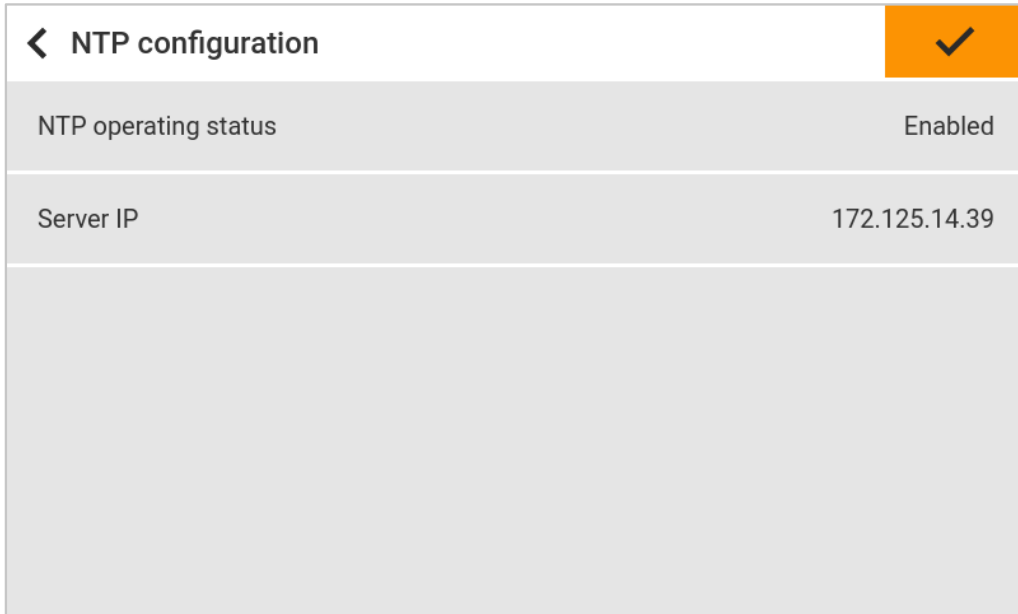 NTP configuration
NTP operating status Enabled
Server IP 172.125.14.39